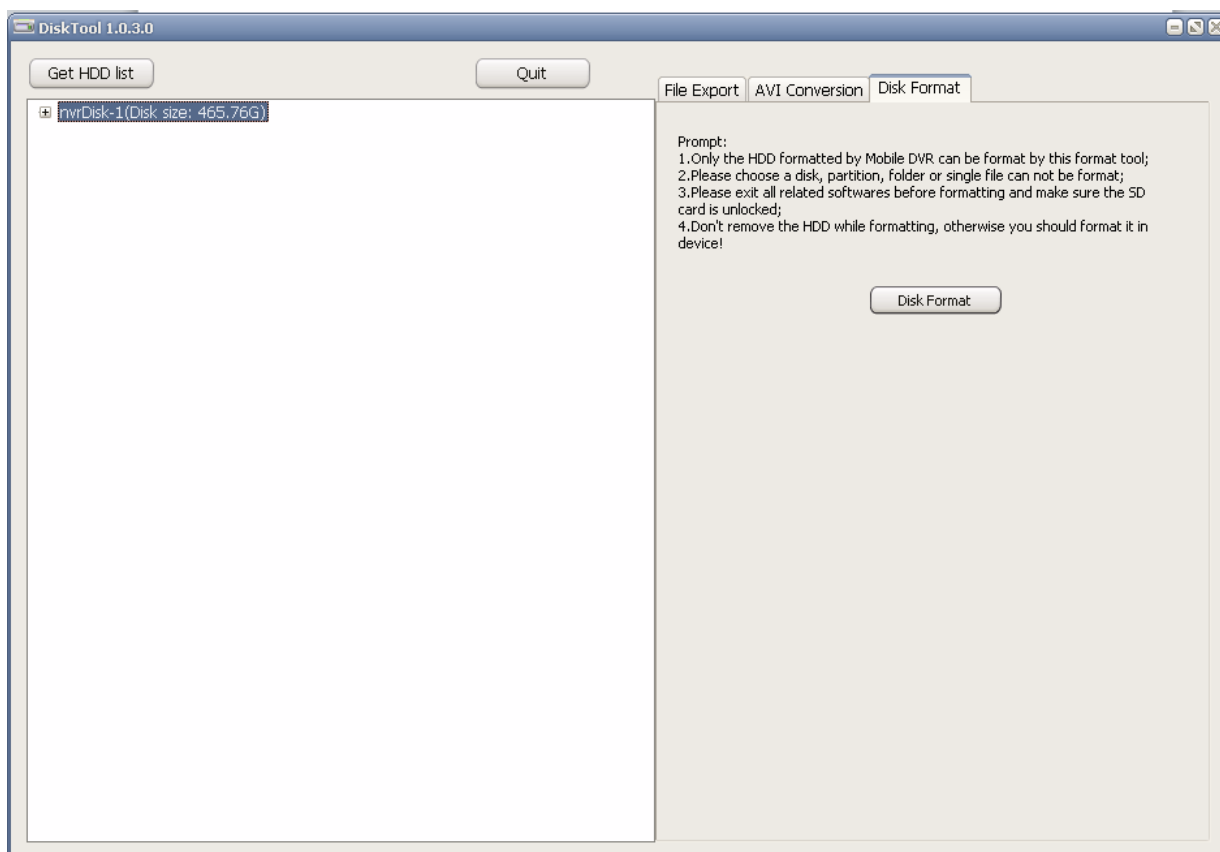 DiskTool 1.0.3.0
Get HDD list
Quit
nvrDisk-1(Disk size: 465.76G)
File Export
AVI Conversion
Disk Format
Prompt:
1.Only the HDD formatted by Mobile DVR can be format by this format tool;
2.Please choose a disk, partition, folder or single file can not be format;
3.Please exit all related softwares before formatting and make sure the SD
card is unlocked;
4.Don't remove the HDD while formatting, otherwise you should format it in
device!
Disk Format